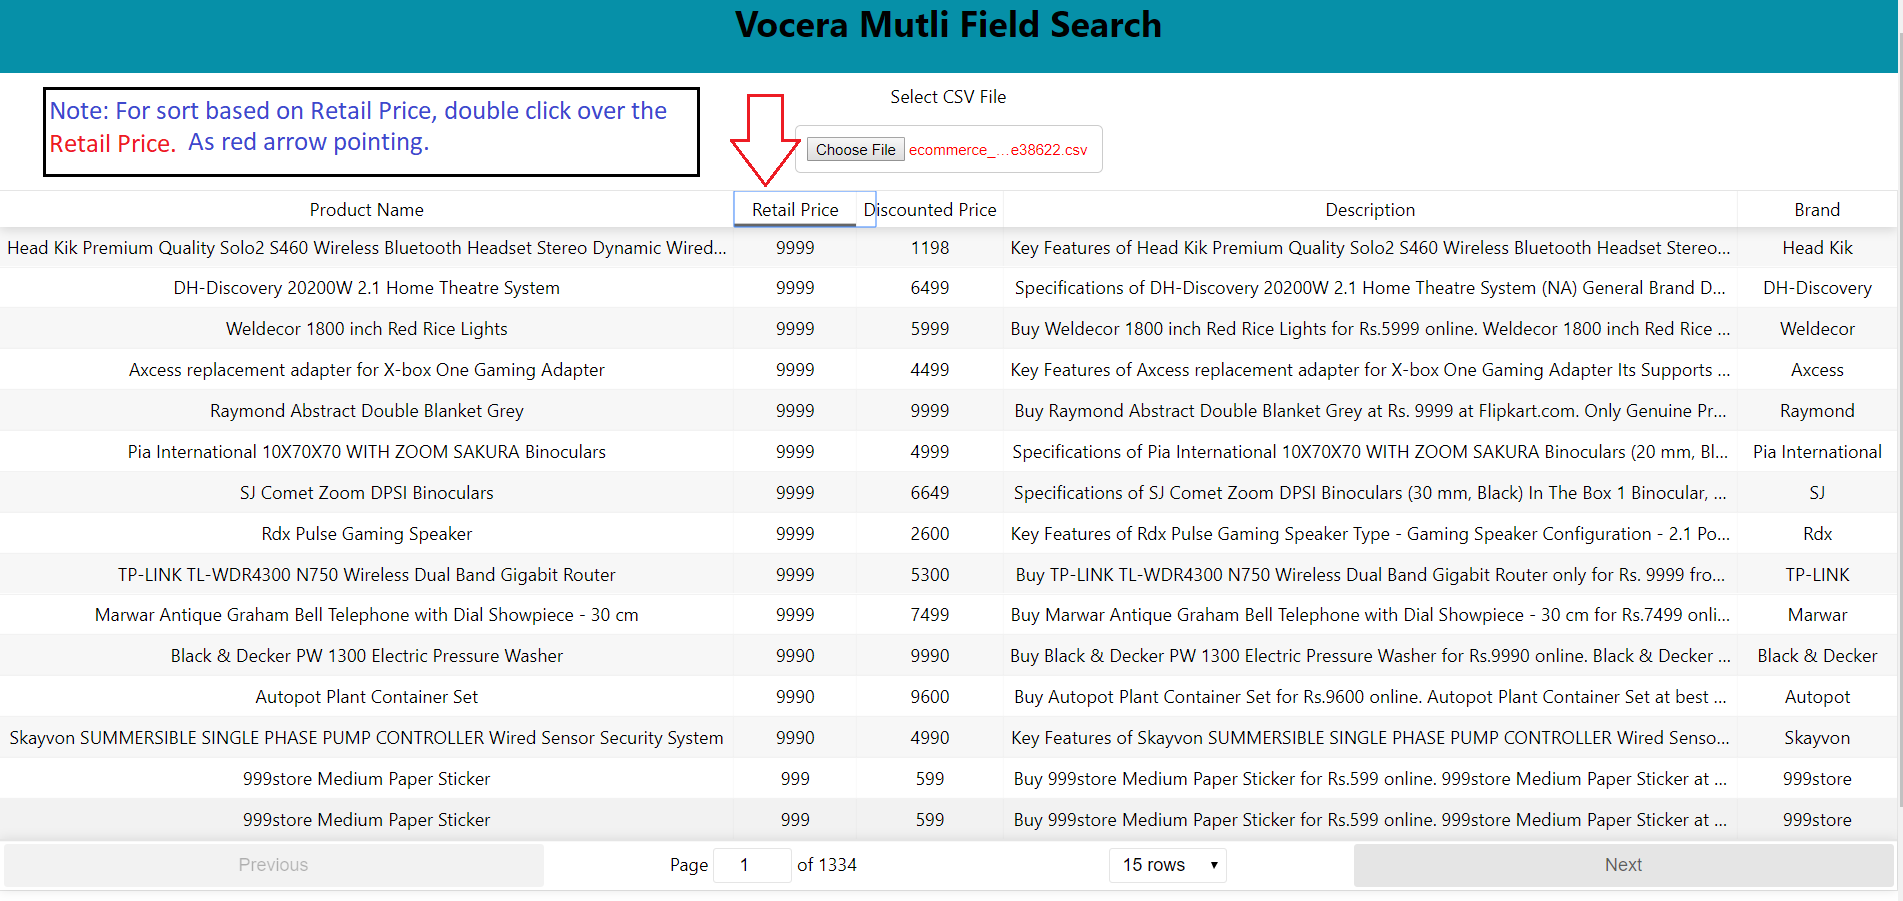 Vocera Mutli Field Search
Note: For sort based on Retail Price, double click over the
Retail Price. As red arrow pointing.
Select CSV File
Choose File ecommerce_...e38622.csv
Product Name Retail Price Discounted Price Description Brand
Head Kik Premium Quality Solo2 S460 Wireless Bluetooth Headset Stereo Dynamic Wired... 9999 1198 Key Features of Head Kik Premium Quality Solo2 S460 Wireless Bluetooth Headset Stereo... Head Kik
DH-Discovery 20200W 2.1 Home Theatre System 9999 6499 Specifications of DH-Discovery 20200W 2.1 Home Theatre System (NA) General Brand D... DH-Discovery
Weldecor 1800 inch Red Rice Lights 9999 5999 Buy Weldecor 1800 inch Red Rice Lights for Rs.5999 online. Weldecor 1800 inch Red Rice ... Weldecor
Axcess replacement adapter for X-box One Gaming Adapter 9999 4499 Key Features of Axcess replacement adapter for X-box One Gaming Adapter Its Supports ... Axcess
Raymond Abstract Double Blanket Grey 9999 9999 Buy Raymond Abstract Double Blanket Grey at Rs. 9999 at Flipkart.com. Only Genuine Pr... Raymond
Pia International 10X70X70 WITH ZOOM SAKURA Binoculars 9999 4999 Specifications of Pia International 10X70X70 WITH ZOOM SAKURA Binoculars (20 mm, Bl... Pia International
SJ Comet Zoom DPSI Binoculars 9999 6649 Specifications of SJ Comet Zoom DPSI Binoculars (30 mm, Black) In The Box 1 Binocular, ... SJ
Rdx Pulse Gaming Speaker 9999 2600 Key Features of Rdx Pulse Gaming Speaker Type - Gaming Speaker Configuration - 2.1 Po... Rdx
TP-LINK TL-WDR4300 N750 Wireless Dual Band Gigabit Router 9999 5300 Buy TP-LINK TL-WDR4300 N750 Wireless Dual Band Gigabit Router only for Rs. 9999 fro... TP-LINK
Marwar Antique Graham Bell Telephone with Dial Showpiece - 30 cm 9999 7499 Buy Marwar Antique Graham Bell Telephone with Dial Showpiece - 30 cm for Rs.7499 onli... Marwar
Black & Decker PW 1300 Electric Pressure Washer 9990 9990 Buy Black & Decker PW 1300 Electric Pressure Washer for Rs.9990 online. Black & Decker ... Black & Decker
Autopot Plant Container Set 9990 9600 Buy Autopot Plant Container Set for Rs.9600 online. Autopot Plant Container Set at best ... Autopot
Skayvon SUMMERSIBLE SINGLE PHASE PUMP CONTROLLER Wired Sensor Security System 9990 4990 Key Features of Skayvon SUMMERSIBLE SINGLE PHASE PUMP CONTROLLER Wired Senso... Skayvon
999store Medium Paper Sticker 999 599 Buy 999store Medium Paper Sticker for Rs.599 online. 999store Medium Paper Sticker at ... 999store
999store Medium Paper Sticker 999 599 Buy 999store Medium Paper Sticker for Rs.599 online. 999store Medium Paper Sticker at ... 999store
Previous Page 1 of 1334 15 rows Next